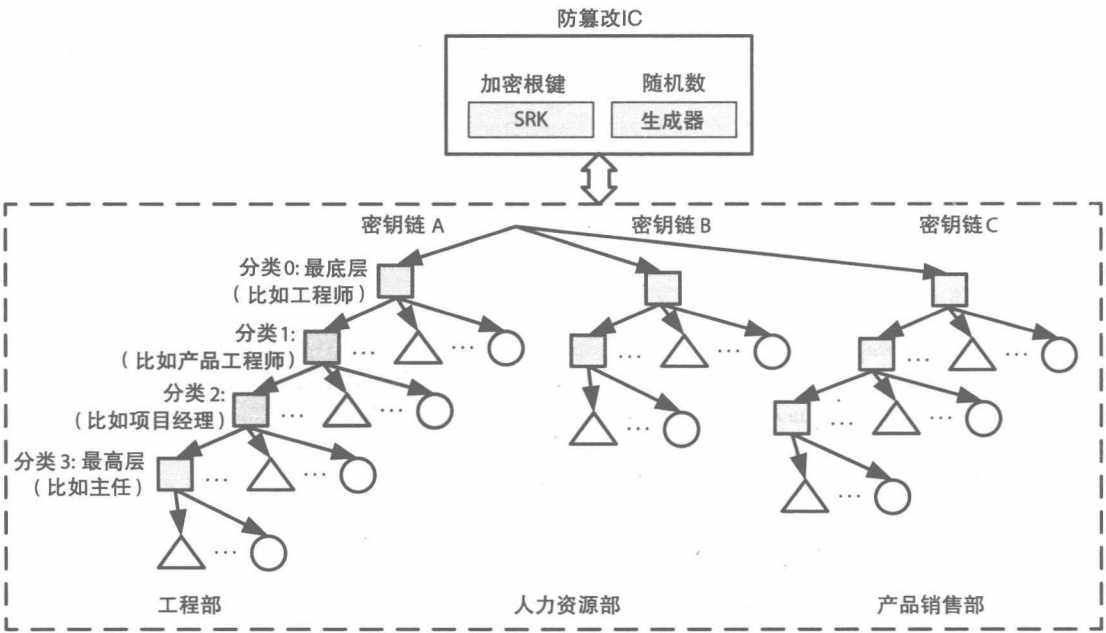 防篡改IC
加密根键 随机数
SRK 生成器
密钥链 A 密钥链 B 密钥链C
分类0: 最底层
(比如工程师)
分类1:
(比如产品工程师)
… …
分类 2:
(比如项目经理)
… …
分类 3: 最高层
(比如主任)
… …
…
… …
…
… …
… …
…
工程部 人力资源部 产品销售部